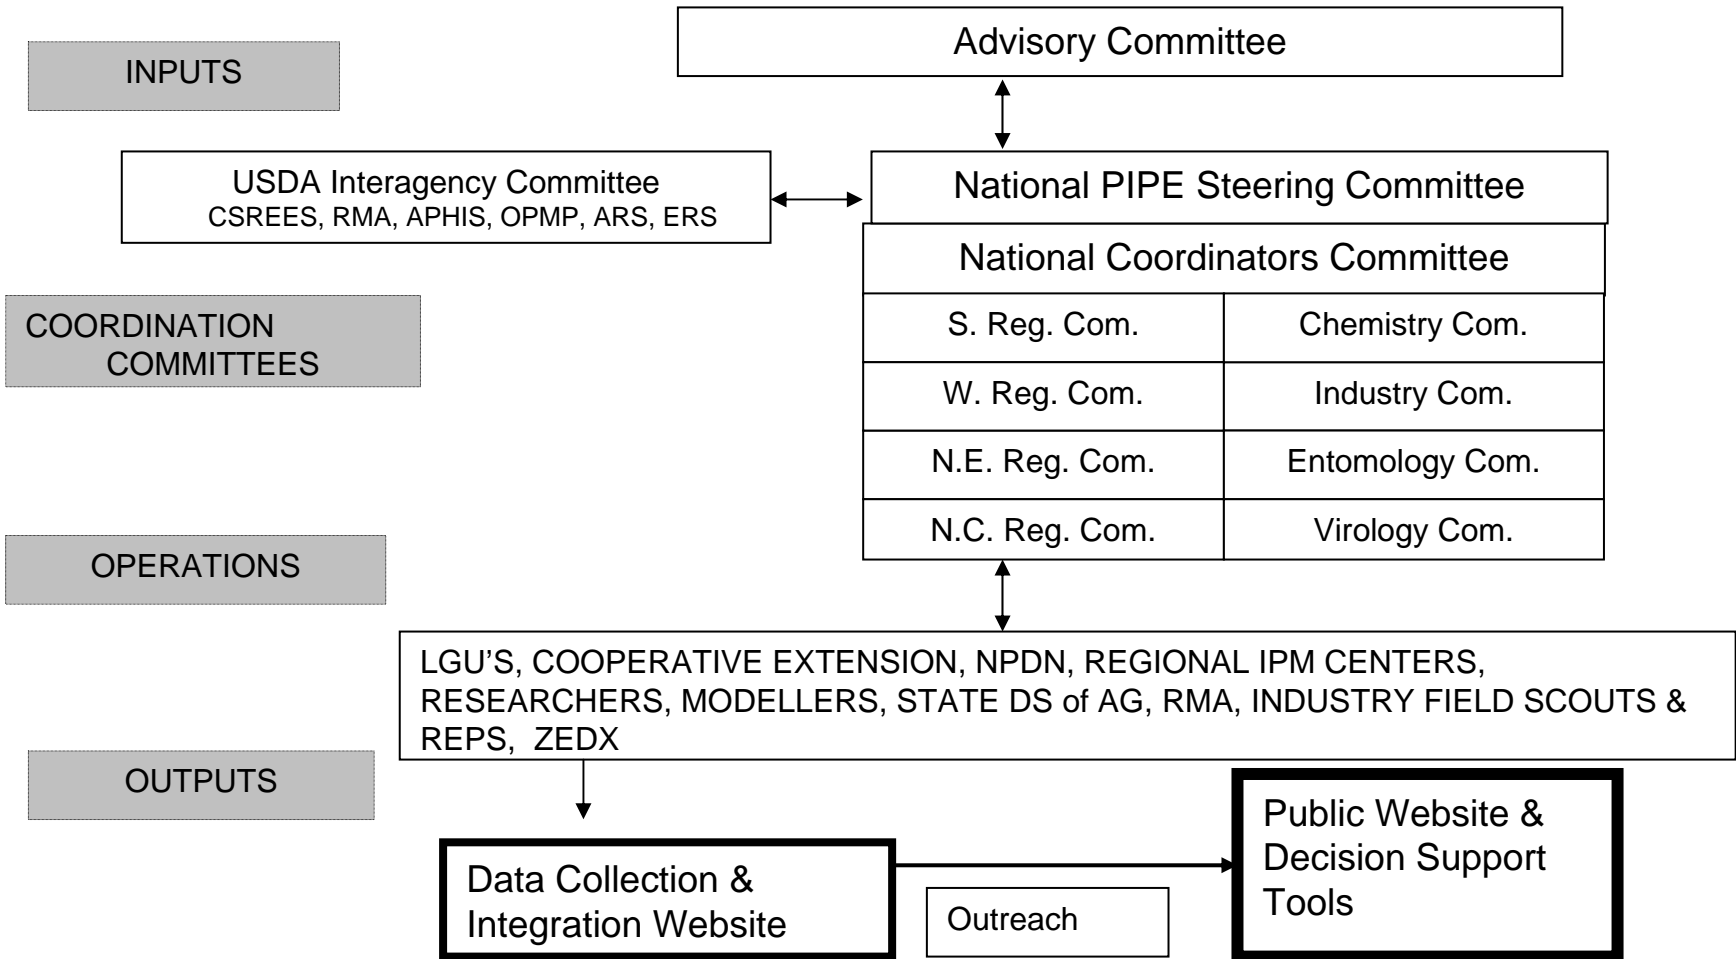 Advisory Committee
INPUTS
USDA Interagency Committee
CSREES, RMA, APHIS, OPMP, ARS, ERS
National PIPE Steering Committee
National Coordinators Committee
COORDINATION
COMMITTEES
S. Reg. Com.
Chemistry Com.
W. Reg. Com.
Industry Com.
N.E. Reg. Com.
Entomology Com.
N.C. Reg. Com.
Virology Com.
OPERATIONS
LGU’S, COOPERATIVE EXTENSION, NPDN, REGIONAL IPM CENTERS,
RESEARCHERS, MODELLERS, STATE DS of AG, RMA, INDUSTRY FIELD SCOUTS &
REPS, ZEDX
OUTPUTS
Data Collection &
Integration Website
Outreach
Public Website &
Decision Support
Tools